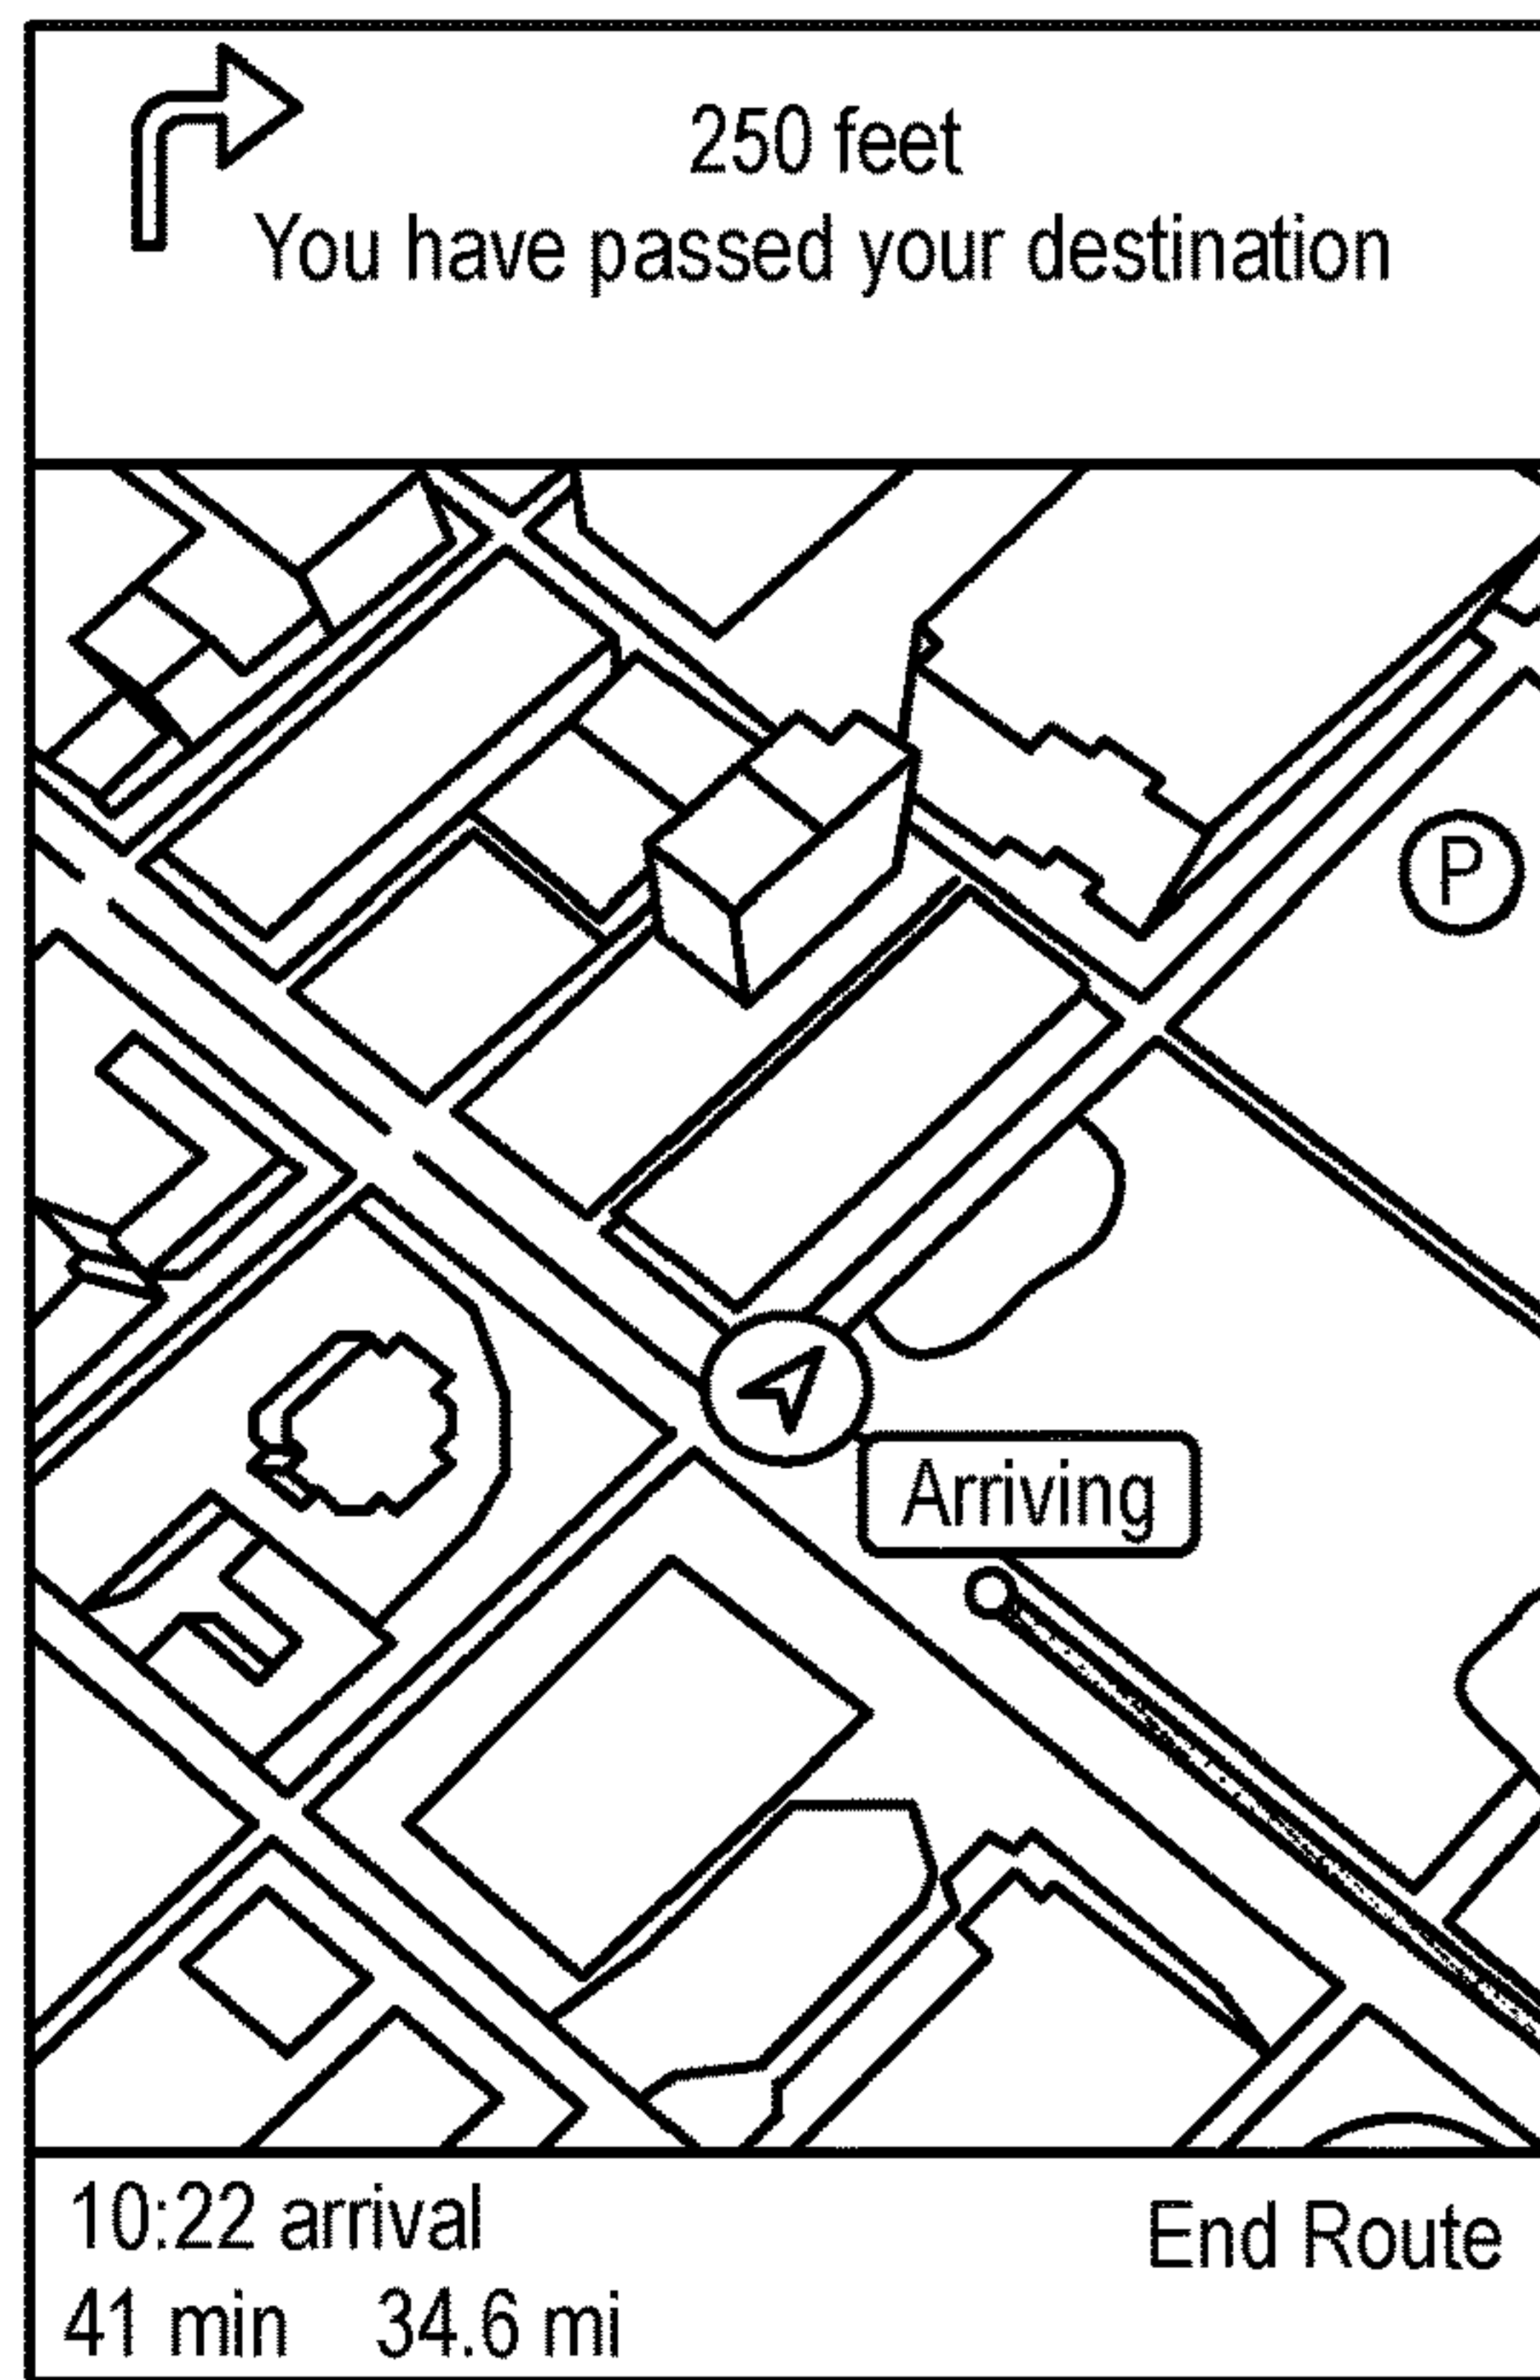 250 feet
You have passed your destination
P
Arriving
10:22 arrival
End Route
41 min 34.6 mi